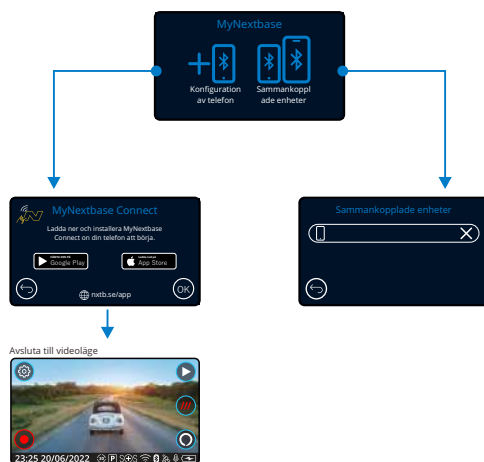 MyNextbase
Konfiguration
av telefon
Sammankoppl
ade enheter
MyNextbase Connect
Ladda ner och installera MyNextbase
Connect on din telefon att börja.
Google Play
App Store
OK
nxtb.se/app
Sammankopplade enheter
Avsluta till videoläge
23:25 20/06/2022
P